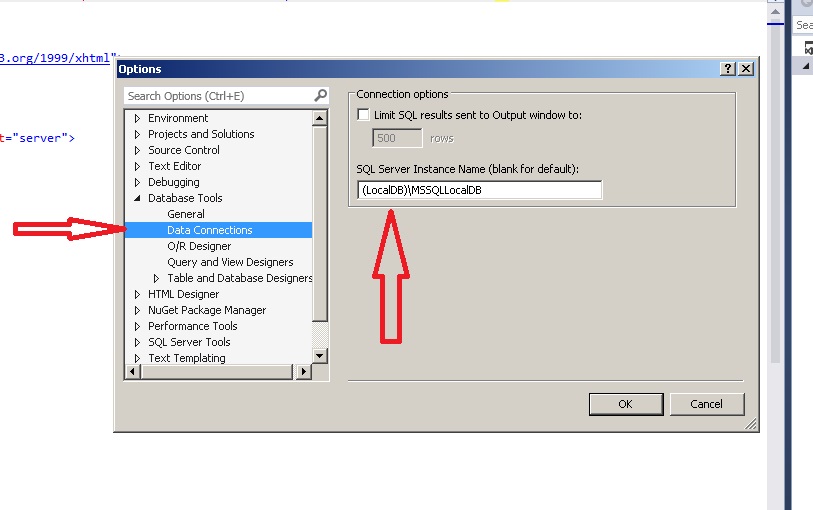 3.org/1999/xhtml">
t="server">
Sea
Options
Search Options (Ctrl+E)
Environment
Projects and Solutions
Source Control
Text Editor
Debugging
Database Tools
General
Data Connections
O/R Designer
Query and View Designers
Table and Database Designers
HTML Designer
NuGet Package Manager
Performance Tools
SQL Server Tools
Text Templating
Connection options
Limit SQL results sent to Output window to:
500 rows
SQL Server Instance Name (blank for default):
(LocalDB)\MSSQLLocalDB
OK
Cancel